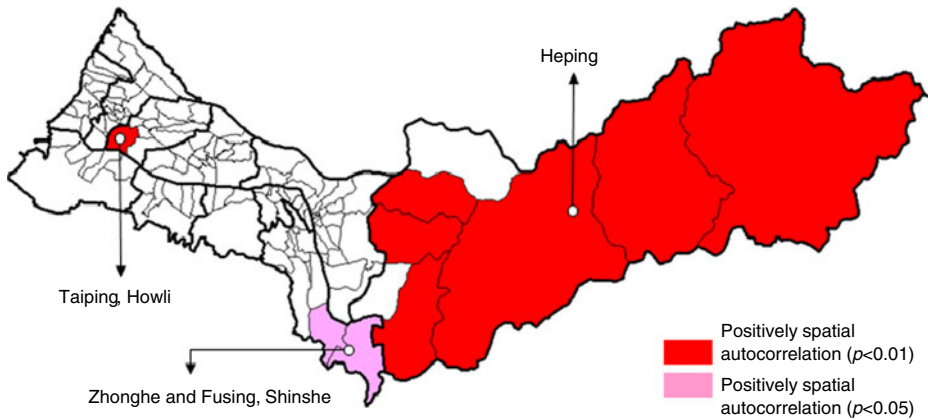 Heping
Taiping, Howli
Zhonghe and Fusing, Shinshe
Positively spatial
autocorrelation (p<0.01)
Positively spatial
autocorrelation (p<0.05)